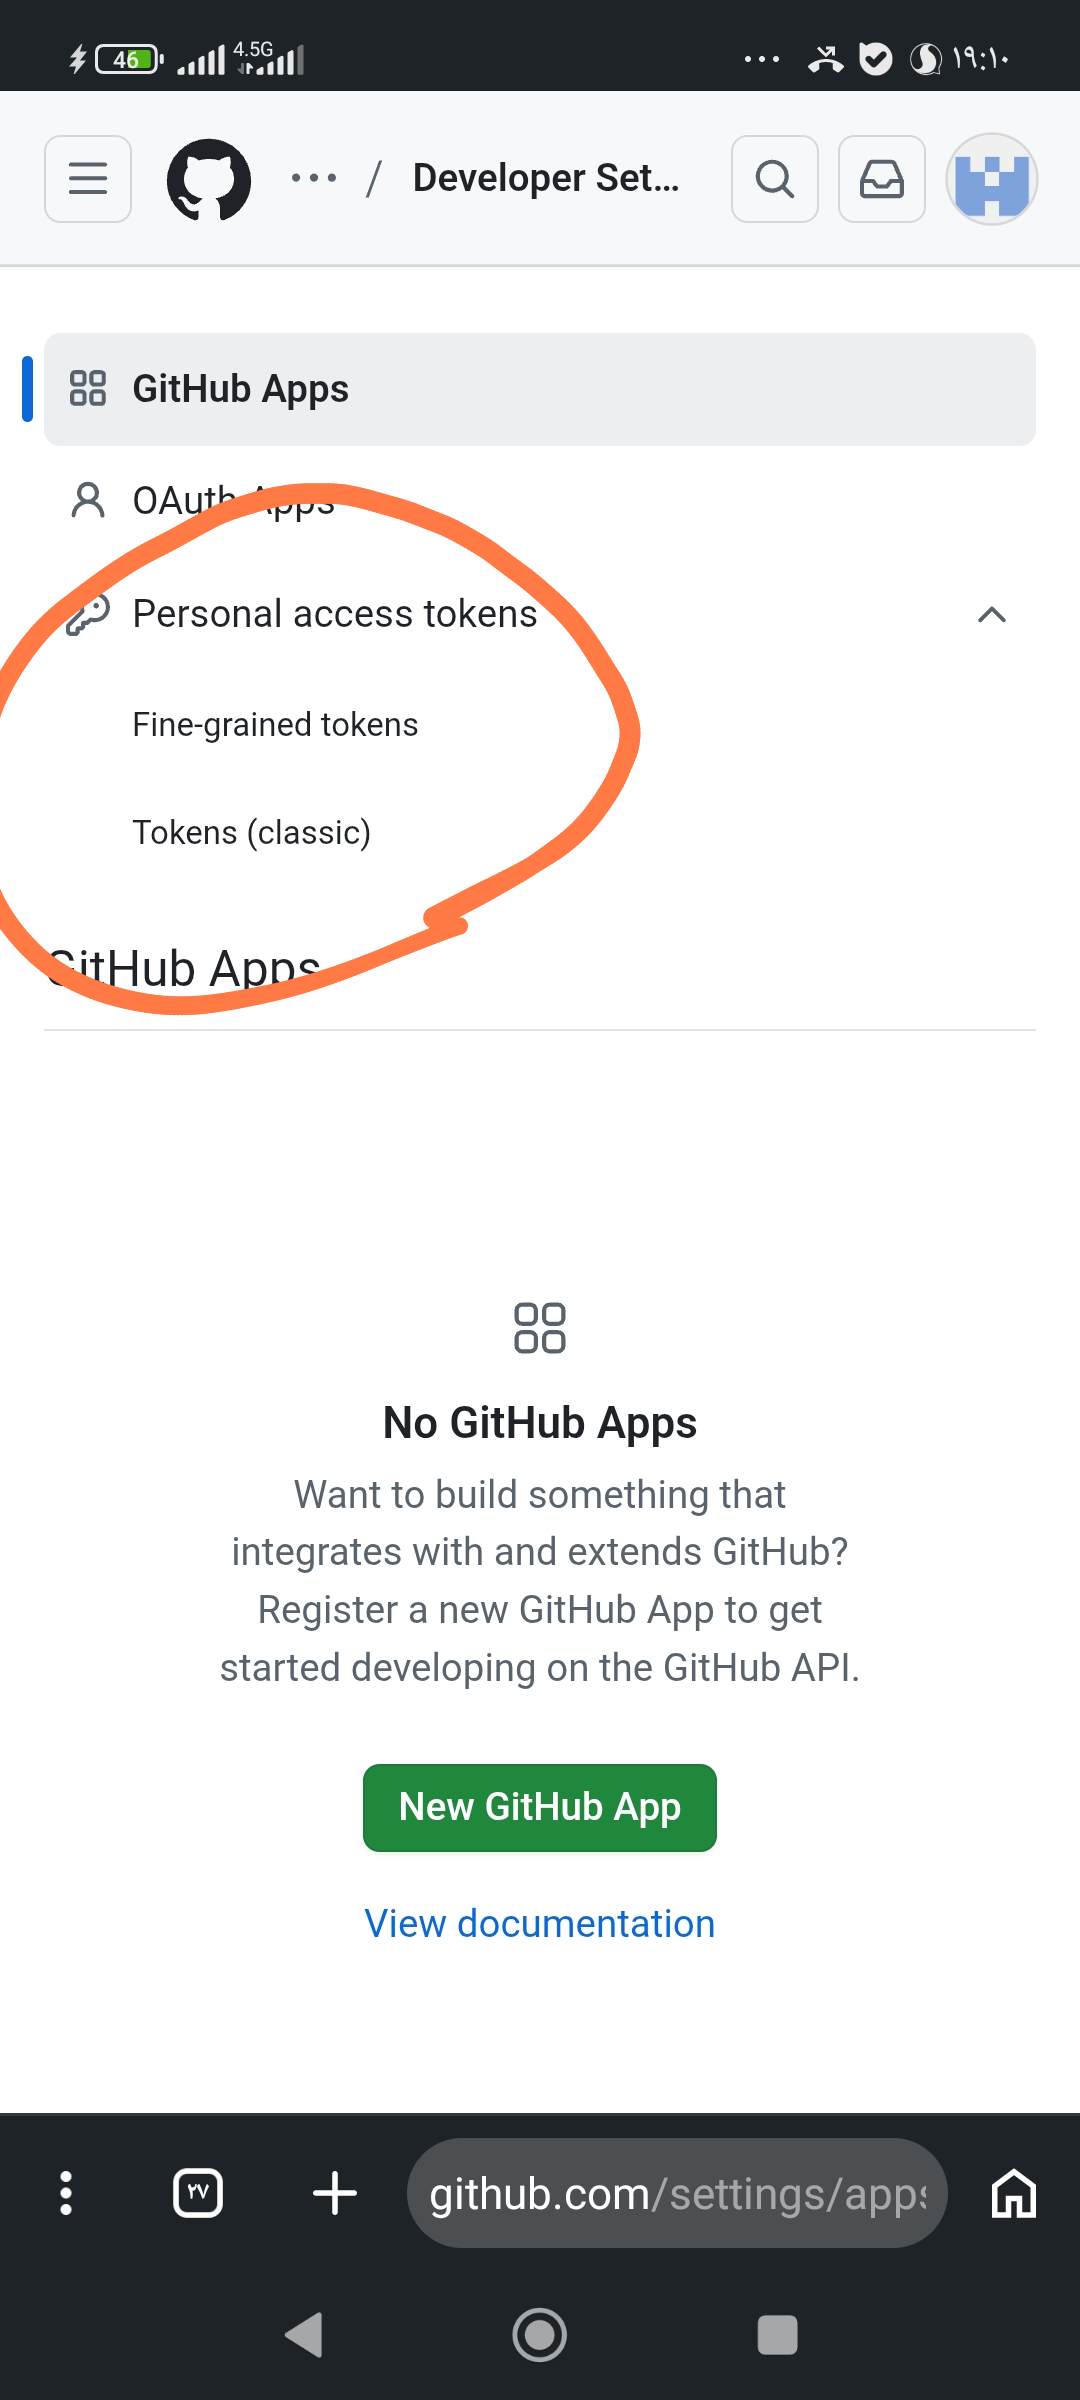 46 4.5G ۱۹:۱۰
... / Developer Set...
GitHub Apps
OAuth Apps
Personal access tokens
Fine-grained tokens
Tokens (classic)
GitHub Apps
No GitHub Apps
Want to build something that
integrates with and extends GitHub?
Register a new GitHub App to get
started developing on the GitHub API.
New GitHub App
View documentation
۲۷ github.com/settings/apps